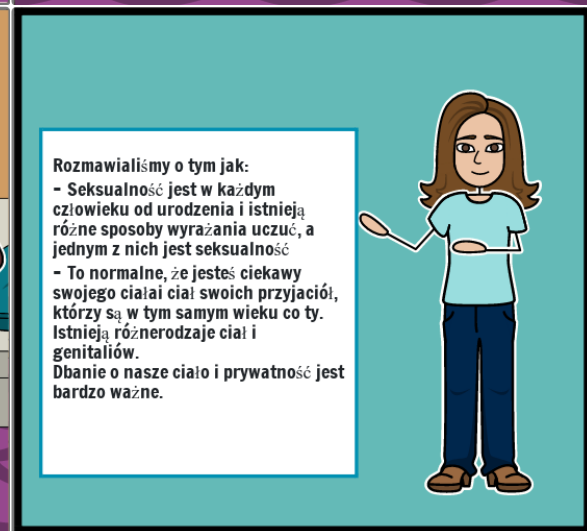 Rozmawialiśmy o tym jak:
- Seksualność jest w każdym
człowieku od urodzenia i istnieją
różne sposoby wyrażania uczuć, a
jednym z nich jest seksualność
- To normalne, że jesteś ciekawy
swojego ciałai ciał swoich przyjaciół,
którzy są w tym samym wieku co ty.
Istnieją różnerodzaje ciał i
genitaliów.
Dbanie o nasze ciało i prywatność jest
bardzo ważne.